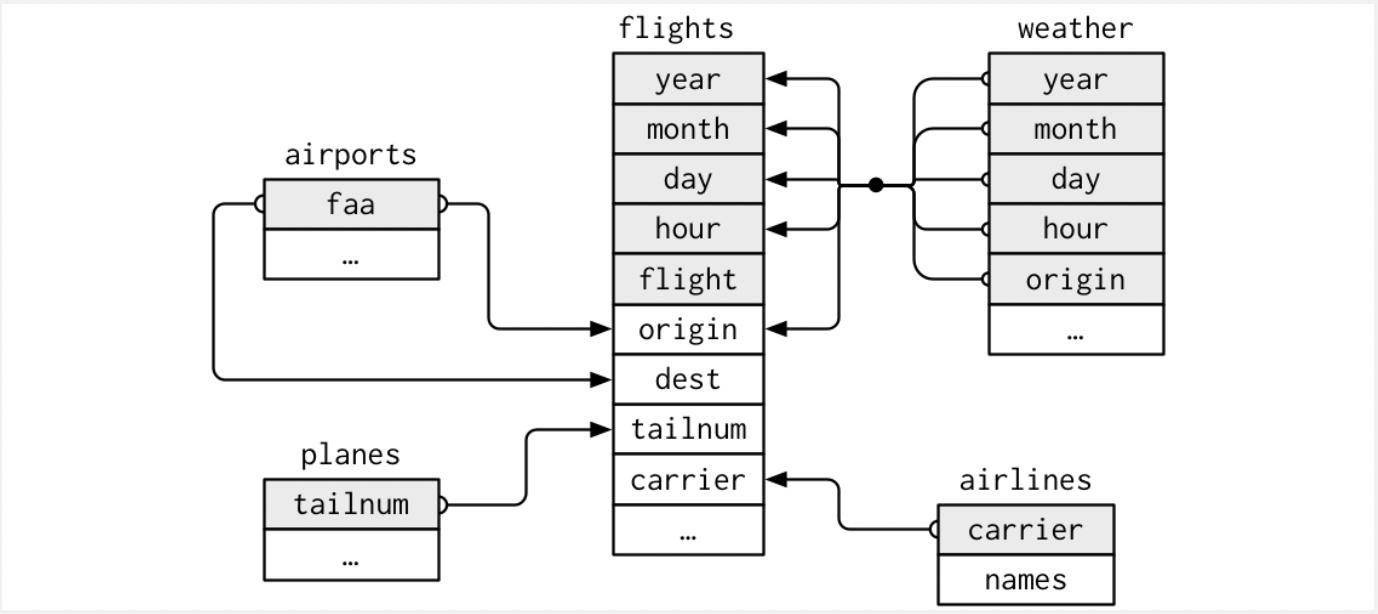 flights
year
month
day
hour
flight
origin
dest
tailnum
carrier
…
weather
year
month
day
hour
origin
…
airports
faa
…
planes
tailnum
…
airlines
carrier
names